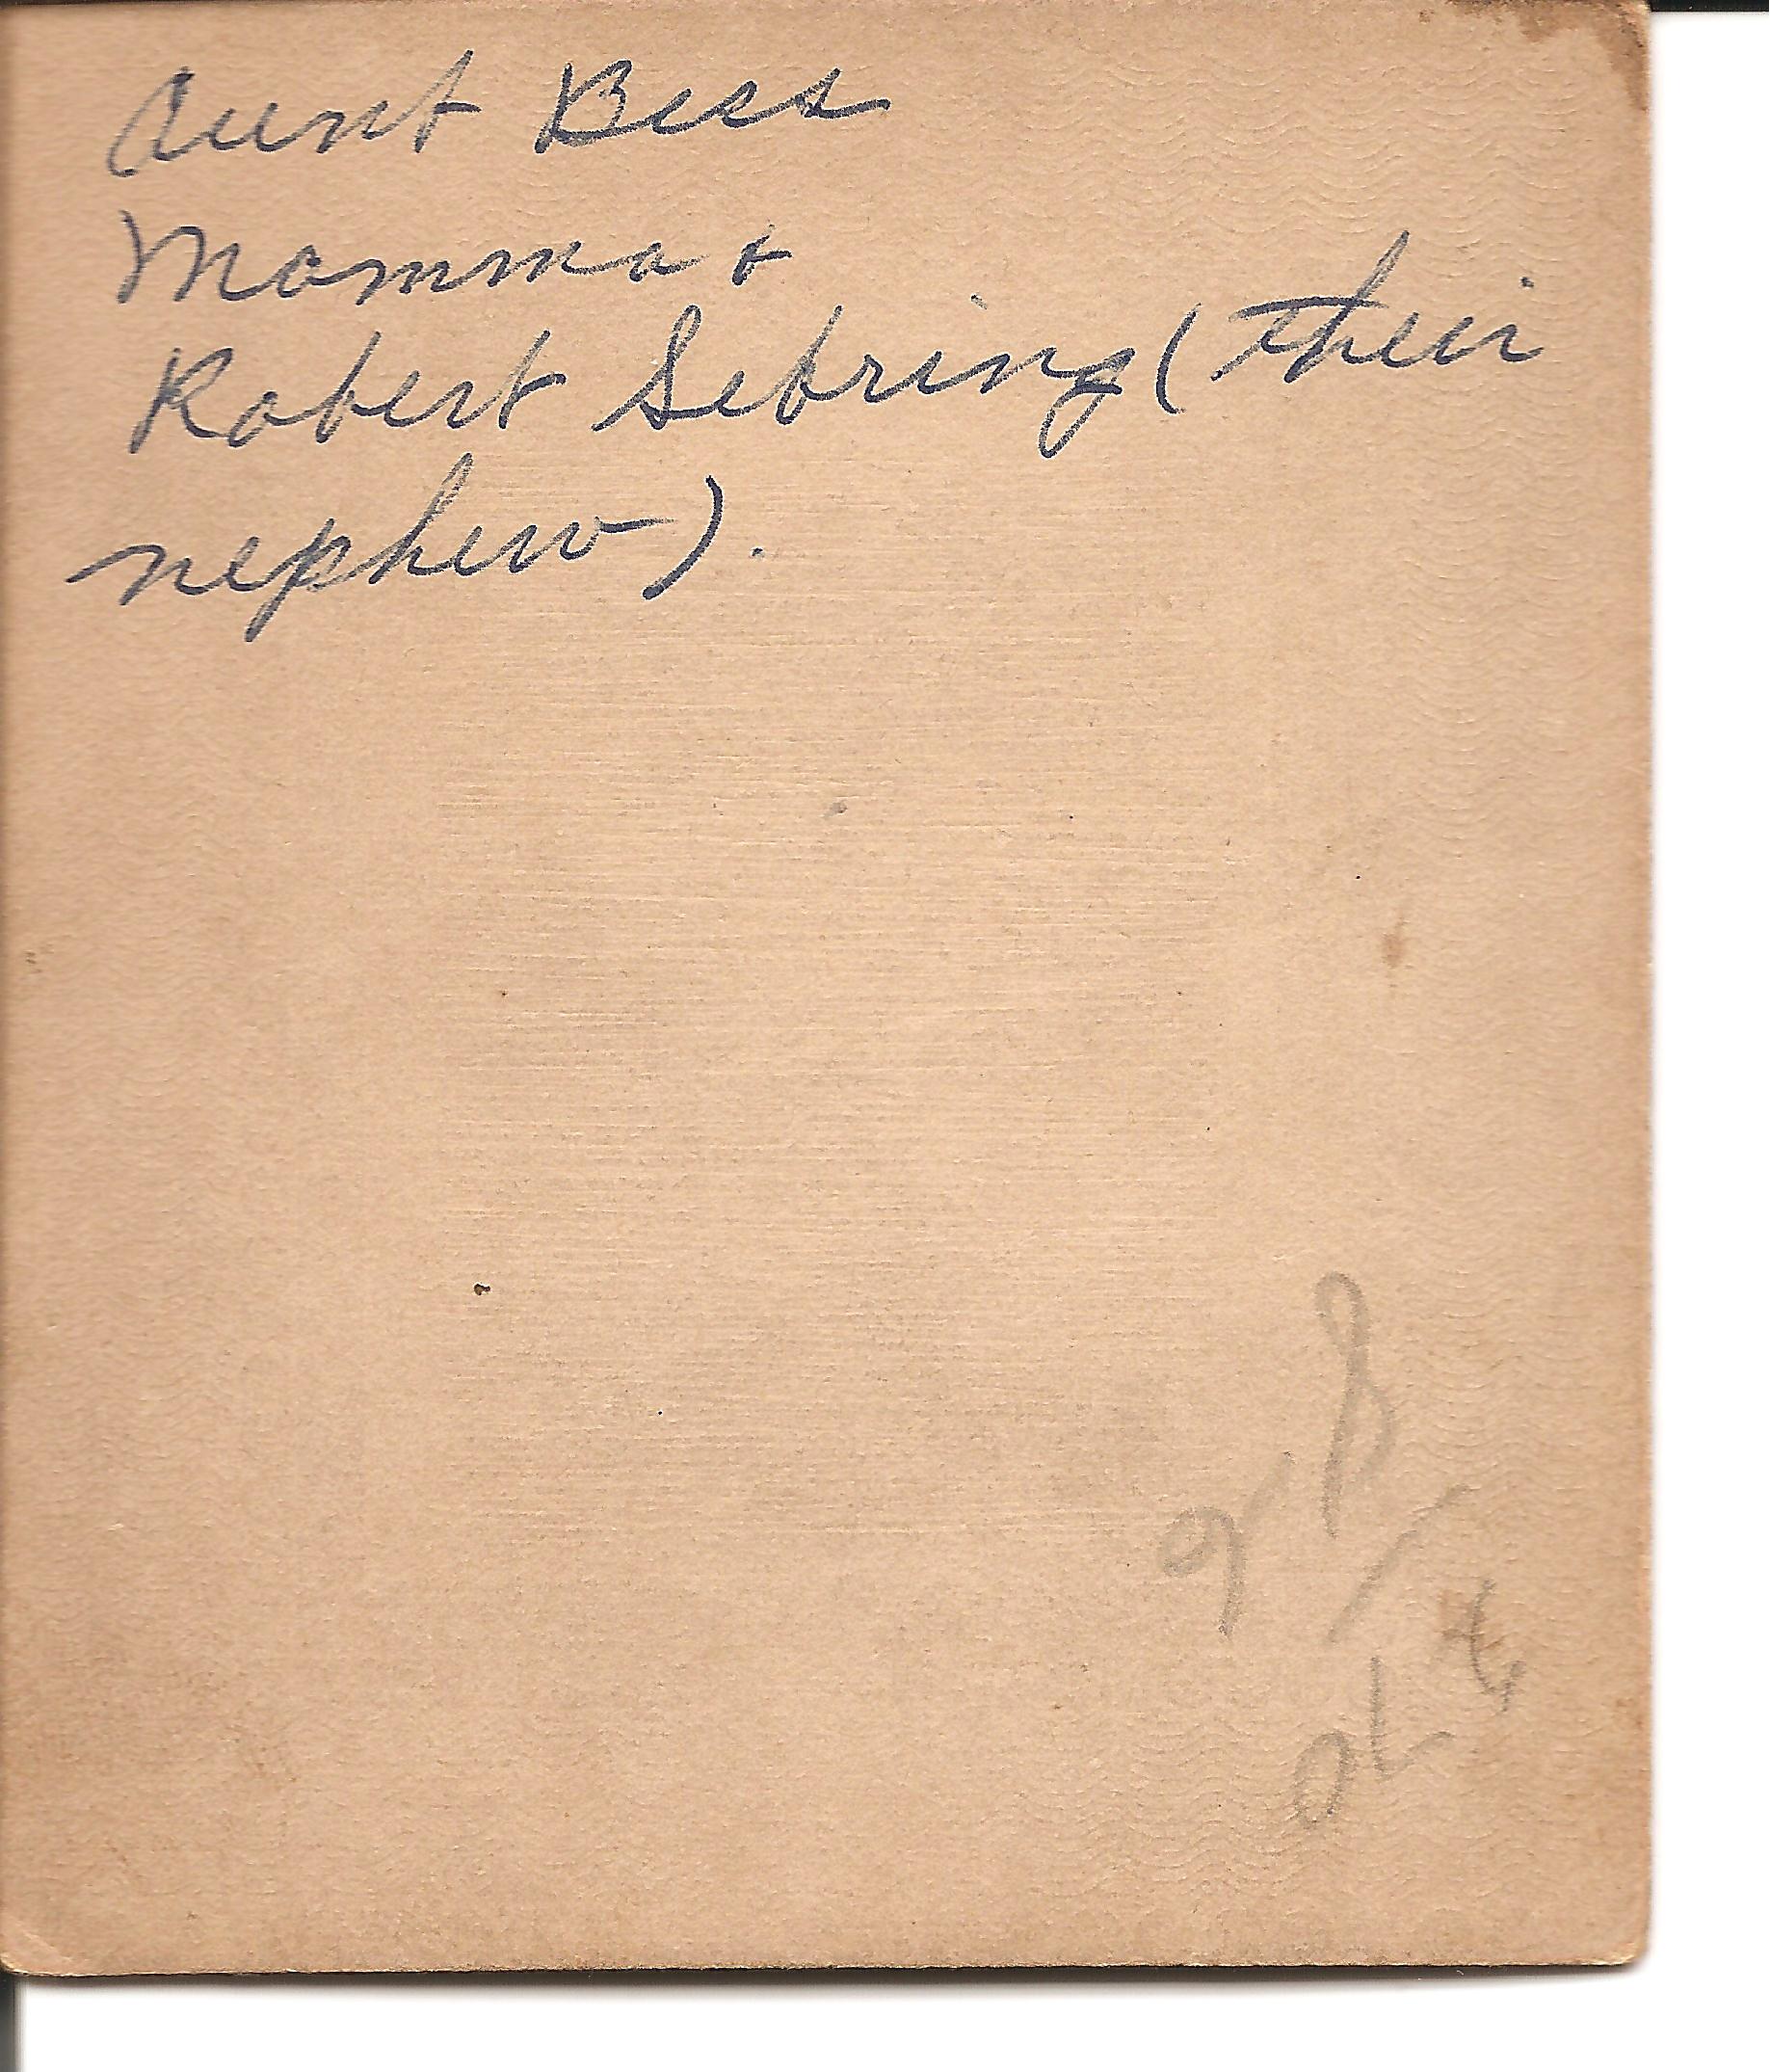 Aunt Bess
Momma &
Robert Sebring (their
nephew).